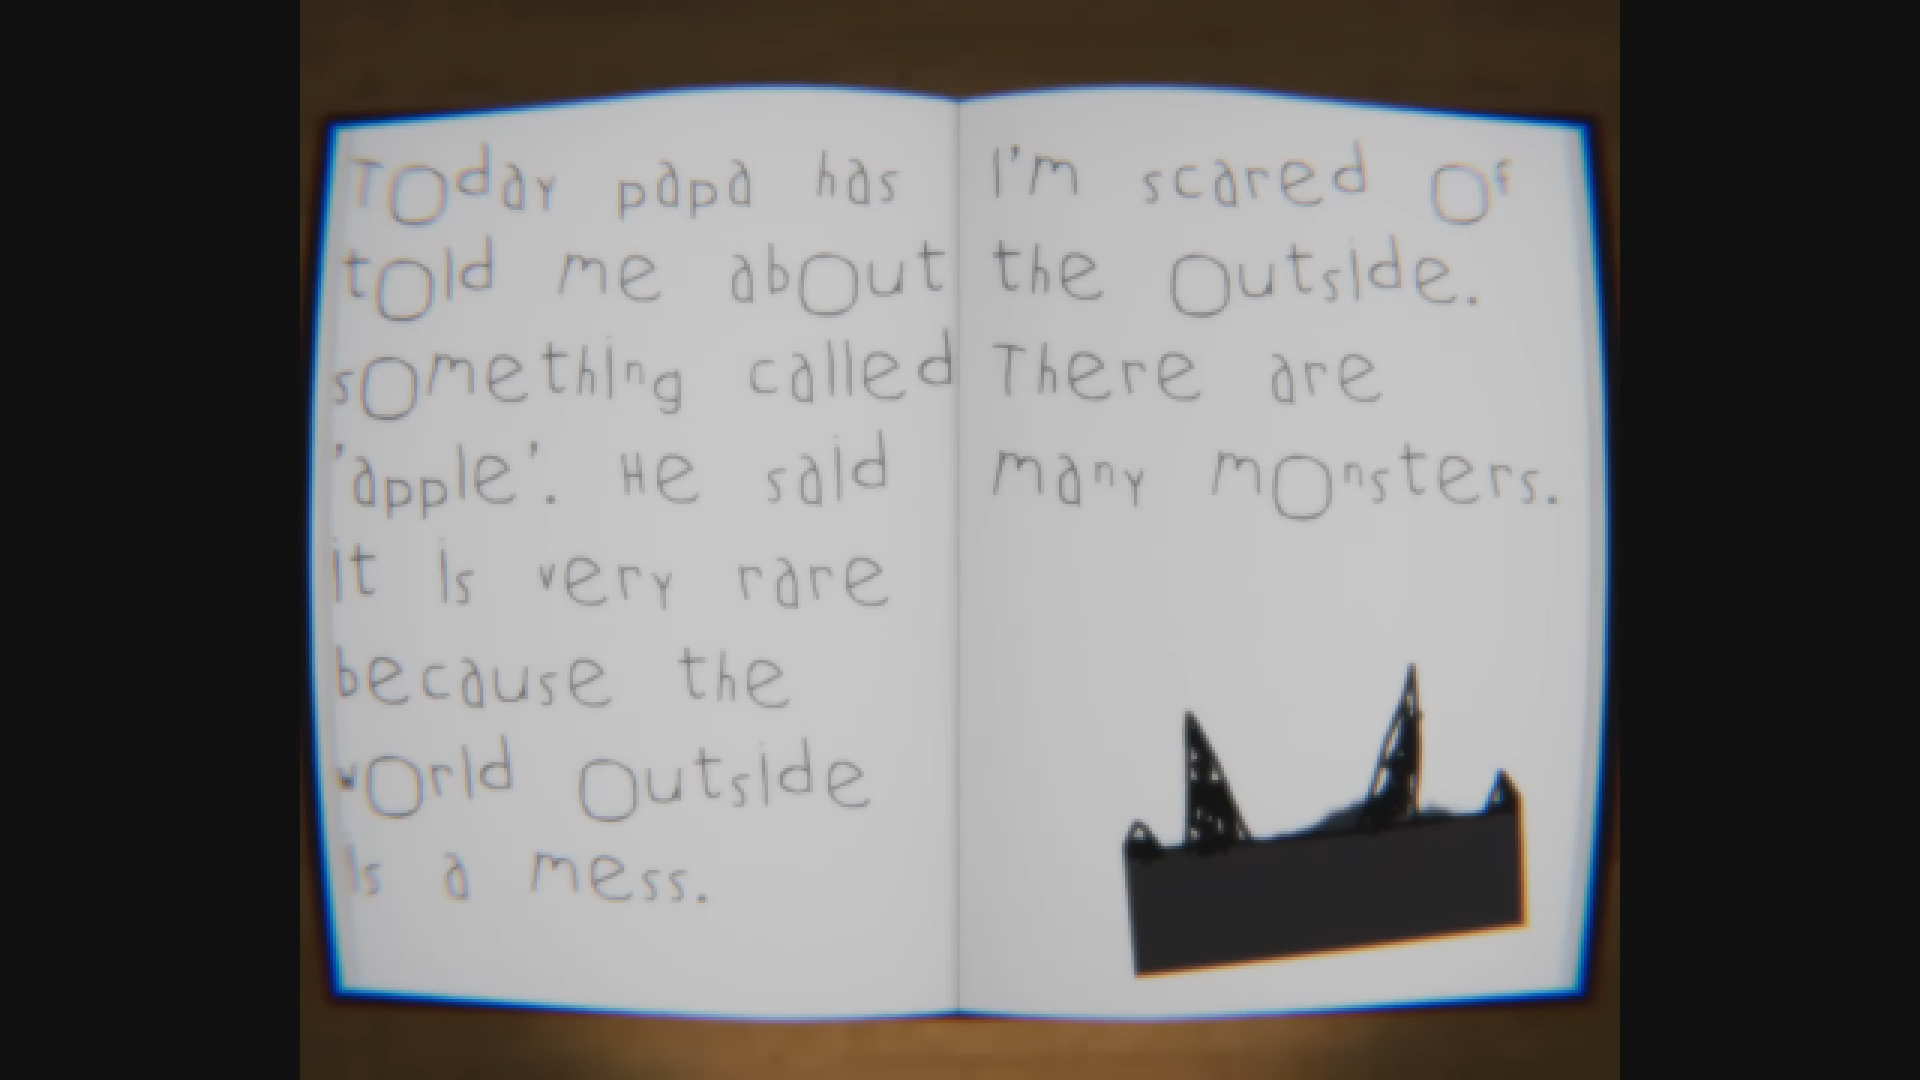 Today papa has
told me about
something called
'apple'. He said
it is very rare
because the
world outside
is a mess.
I'm scared of
the outside.
There are
many monsters.